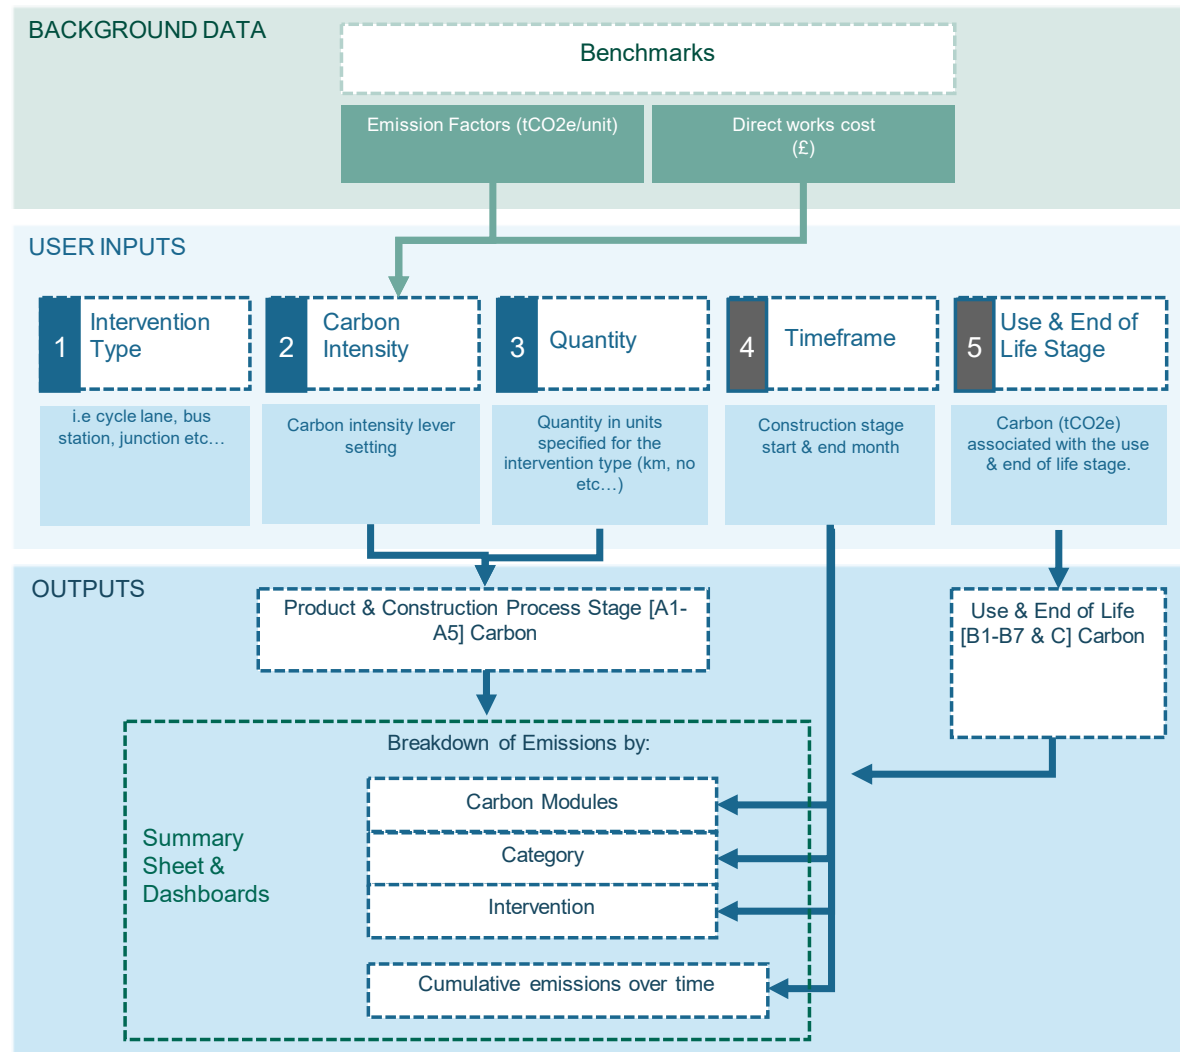 BACKGROUND DATA
Benchmarks
Emission Factors (tCO2e/unit)
Direct works cost
(£)
USER INPUTS
1
Intervention
Type
2
Carbon
Intensity
3
Quantity
4
Timeframe
5
Use & End of
Life Stage
i.e cycle lane, bus
station, junction etc…
Carbon intensity lever
setting
Quantity in units
specified for the
intervention type (km, no
etc…)
Construction stage
start & end month
Carbon (tCO2e)
associated with the use
& end of life stage.
OUTPUTS
Product & Construction Process Stage [A1-
A5] Carbon
Use & End of Life
[B1-B7 & C] Carbon
Breakdown of Emissions by:
Carbon Modules
Category
Intervention
Summary
Sheet &
Dashboards
Cumulative emissions over time